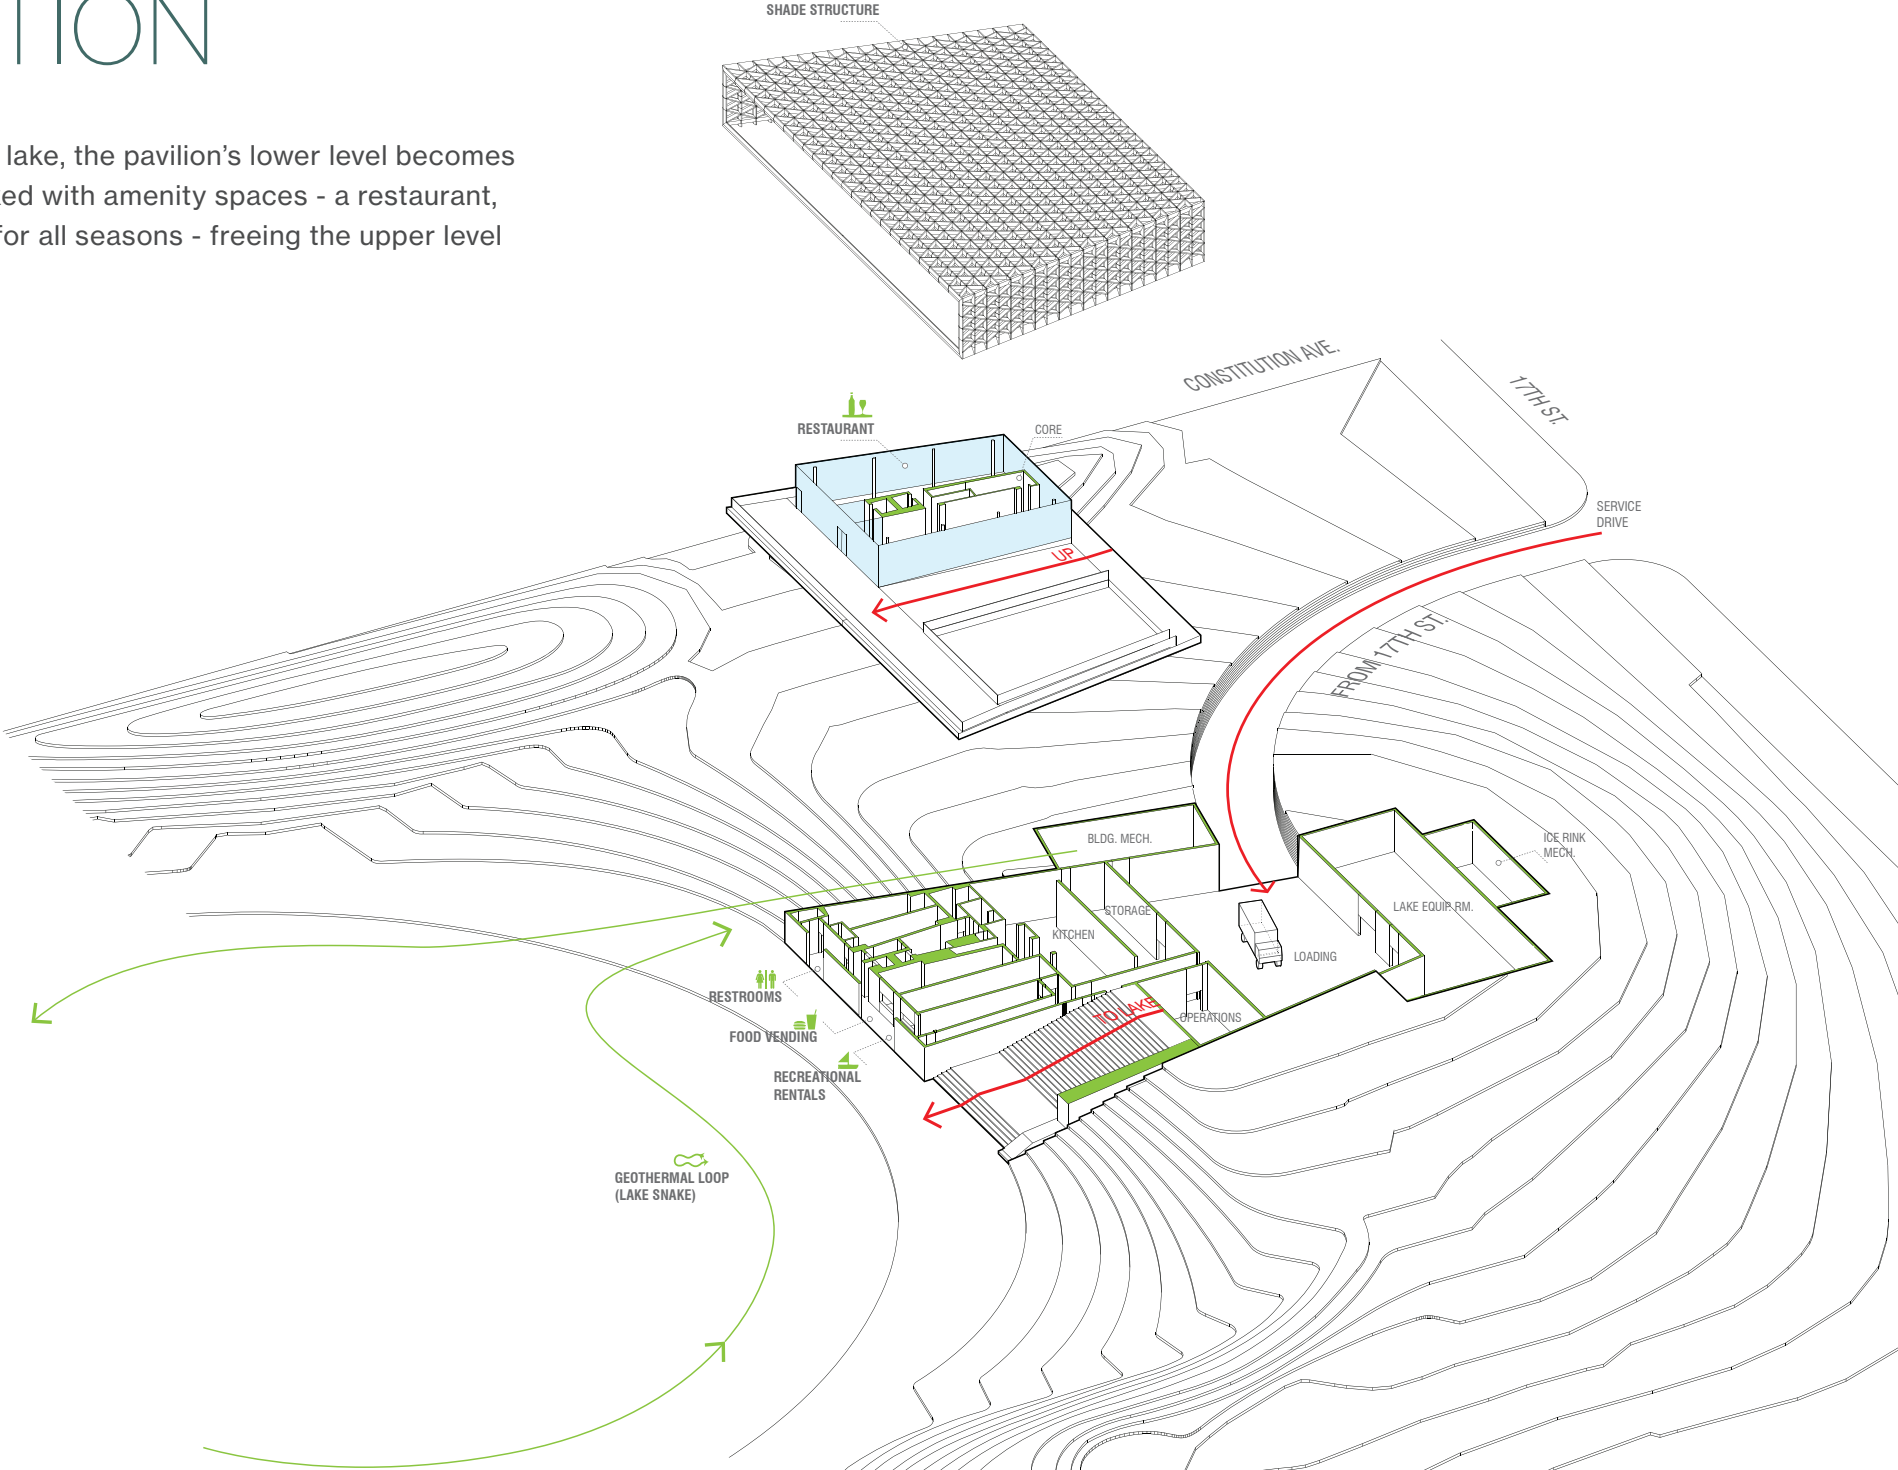 TION
lake, the pavilion's lower level becomes
ed with amenity spaces - a restaurant,
for all seasons - freeing the upper level
SHADE STRUCTURE
CONSTITUTION AVE.
17TH ST.
RESTAURANT
CORE
SERVICE
DRIVE
UP
FROM 17TH ST.
BLDG. MECH.
ICE RINK
MECH.
STORAGE
LAKE EQUIP. RM.
KITCHEN
LOADING
RESTROOMS
TO LAKE
OPERATIONS
FOOD VENDING
RECREATIONAL
RENTALS
GEOTHERMAL LOOP
(LAKE SNAKE)